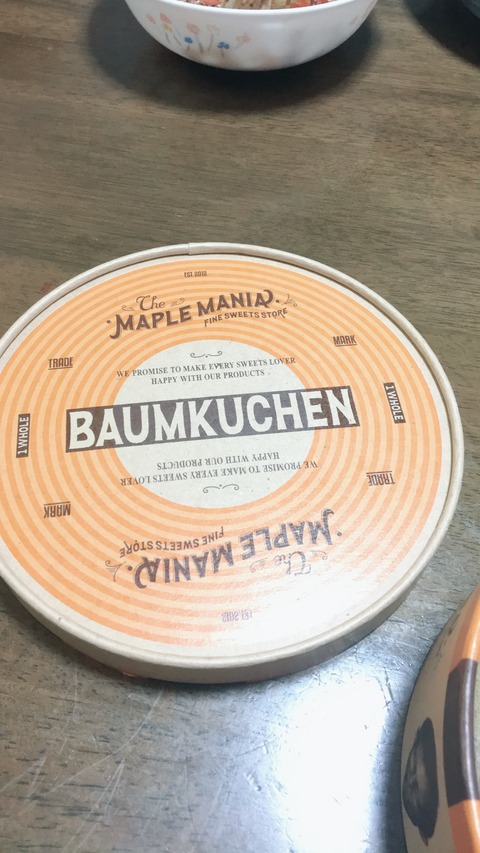 EST. 2013
The
MAPLE MANIA
FINE SWEETS STORE
TRADE
MARK
WE PROMISE TO MAKE EVERY SWEETS LOVER
HAPPY WITH OUR PRODUCTS
1 WHOLE
BAUMKUCHEN
1 WHOLE
WE PROMISE TO MAKE EVERY SWEETS LOVER
HAPPY WITH OUR PRODUCTS
TRADE
MARK
The
MAPLE MANIA
FINE SWEETS STORE
EST. 2013